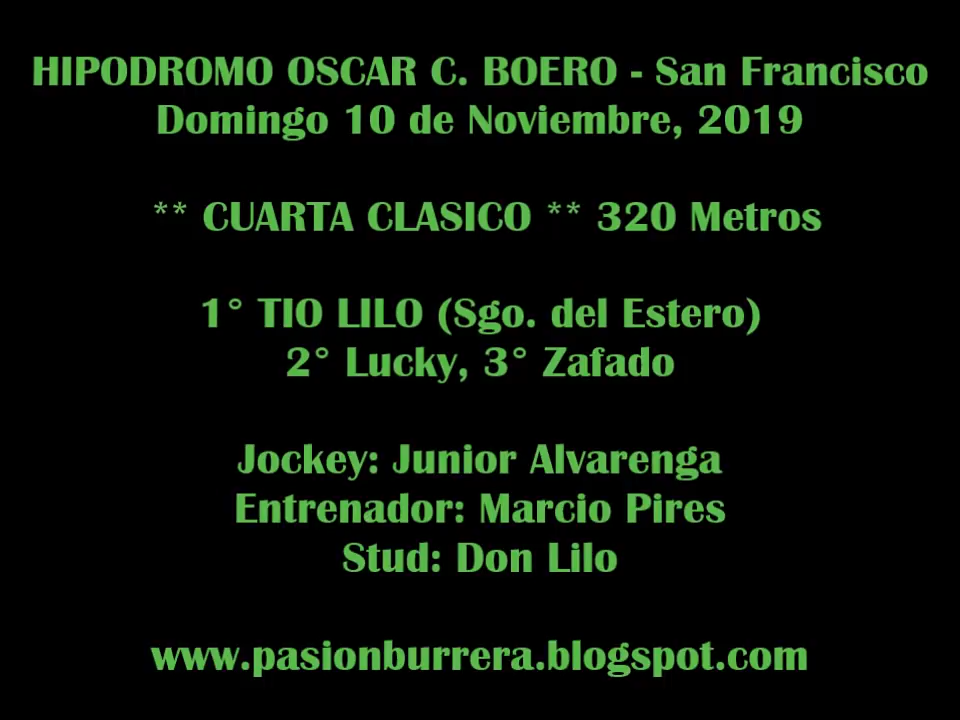 HIPODROMO OSCAR C. BOERO - San Francisco
Domingo 10 de Noviembre, 2019
** CUARTA CLASICO ** 320 Metros
1° TIO LILO (Sgo. del Estero)
2° Lucky, 3° Zafado
Jockey: Junior Alvarenga
Entrenador: Marcio Pires
Stud: Don Lilo
www.pasionburrera.blogspot.com